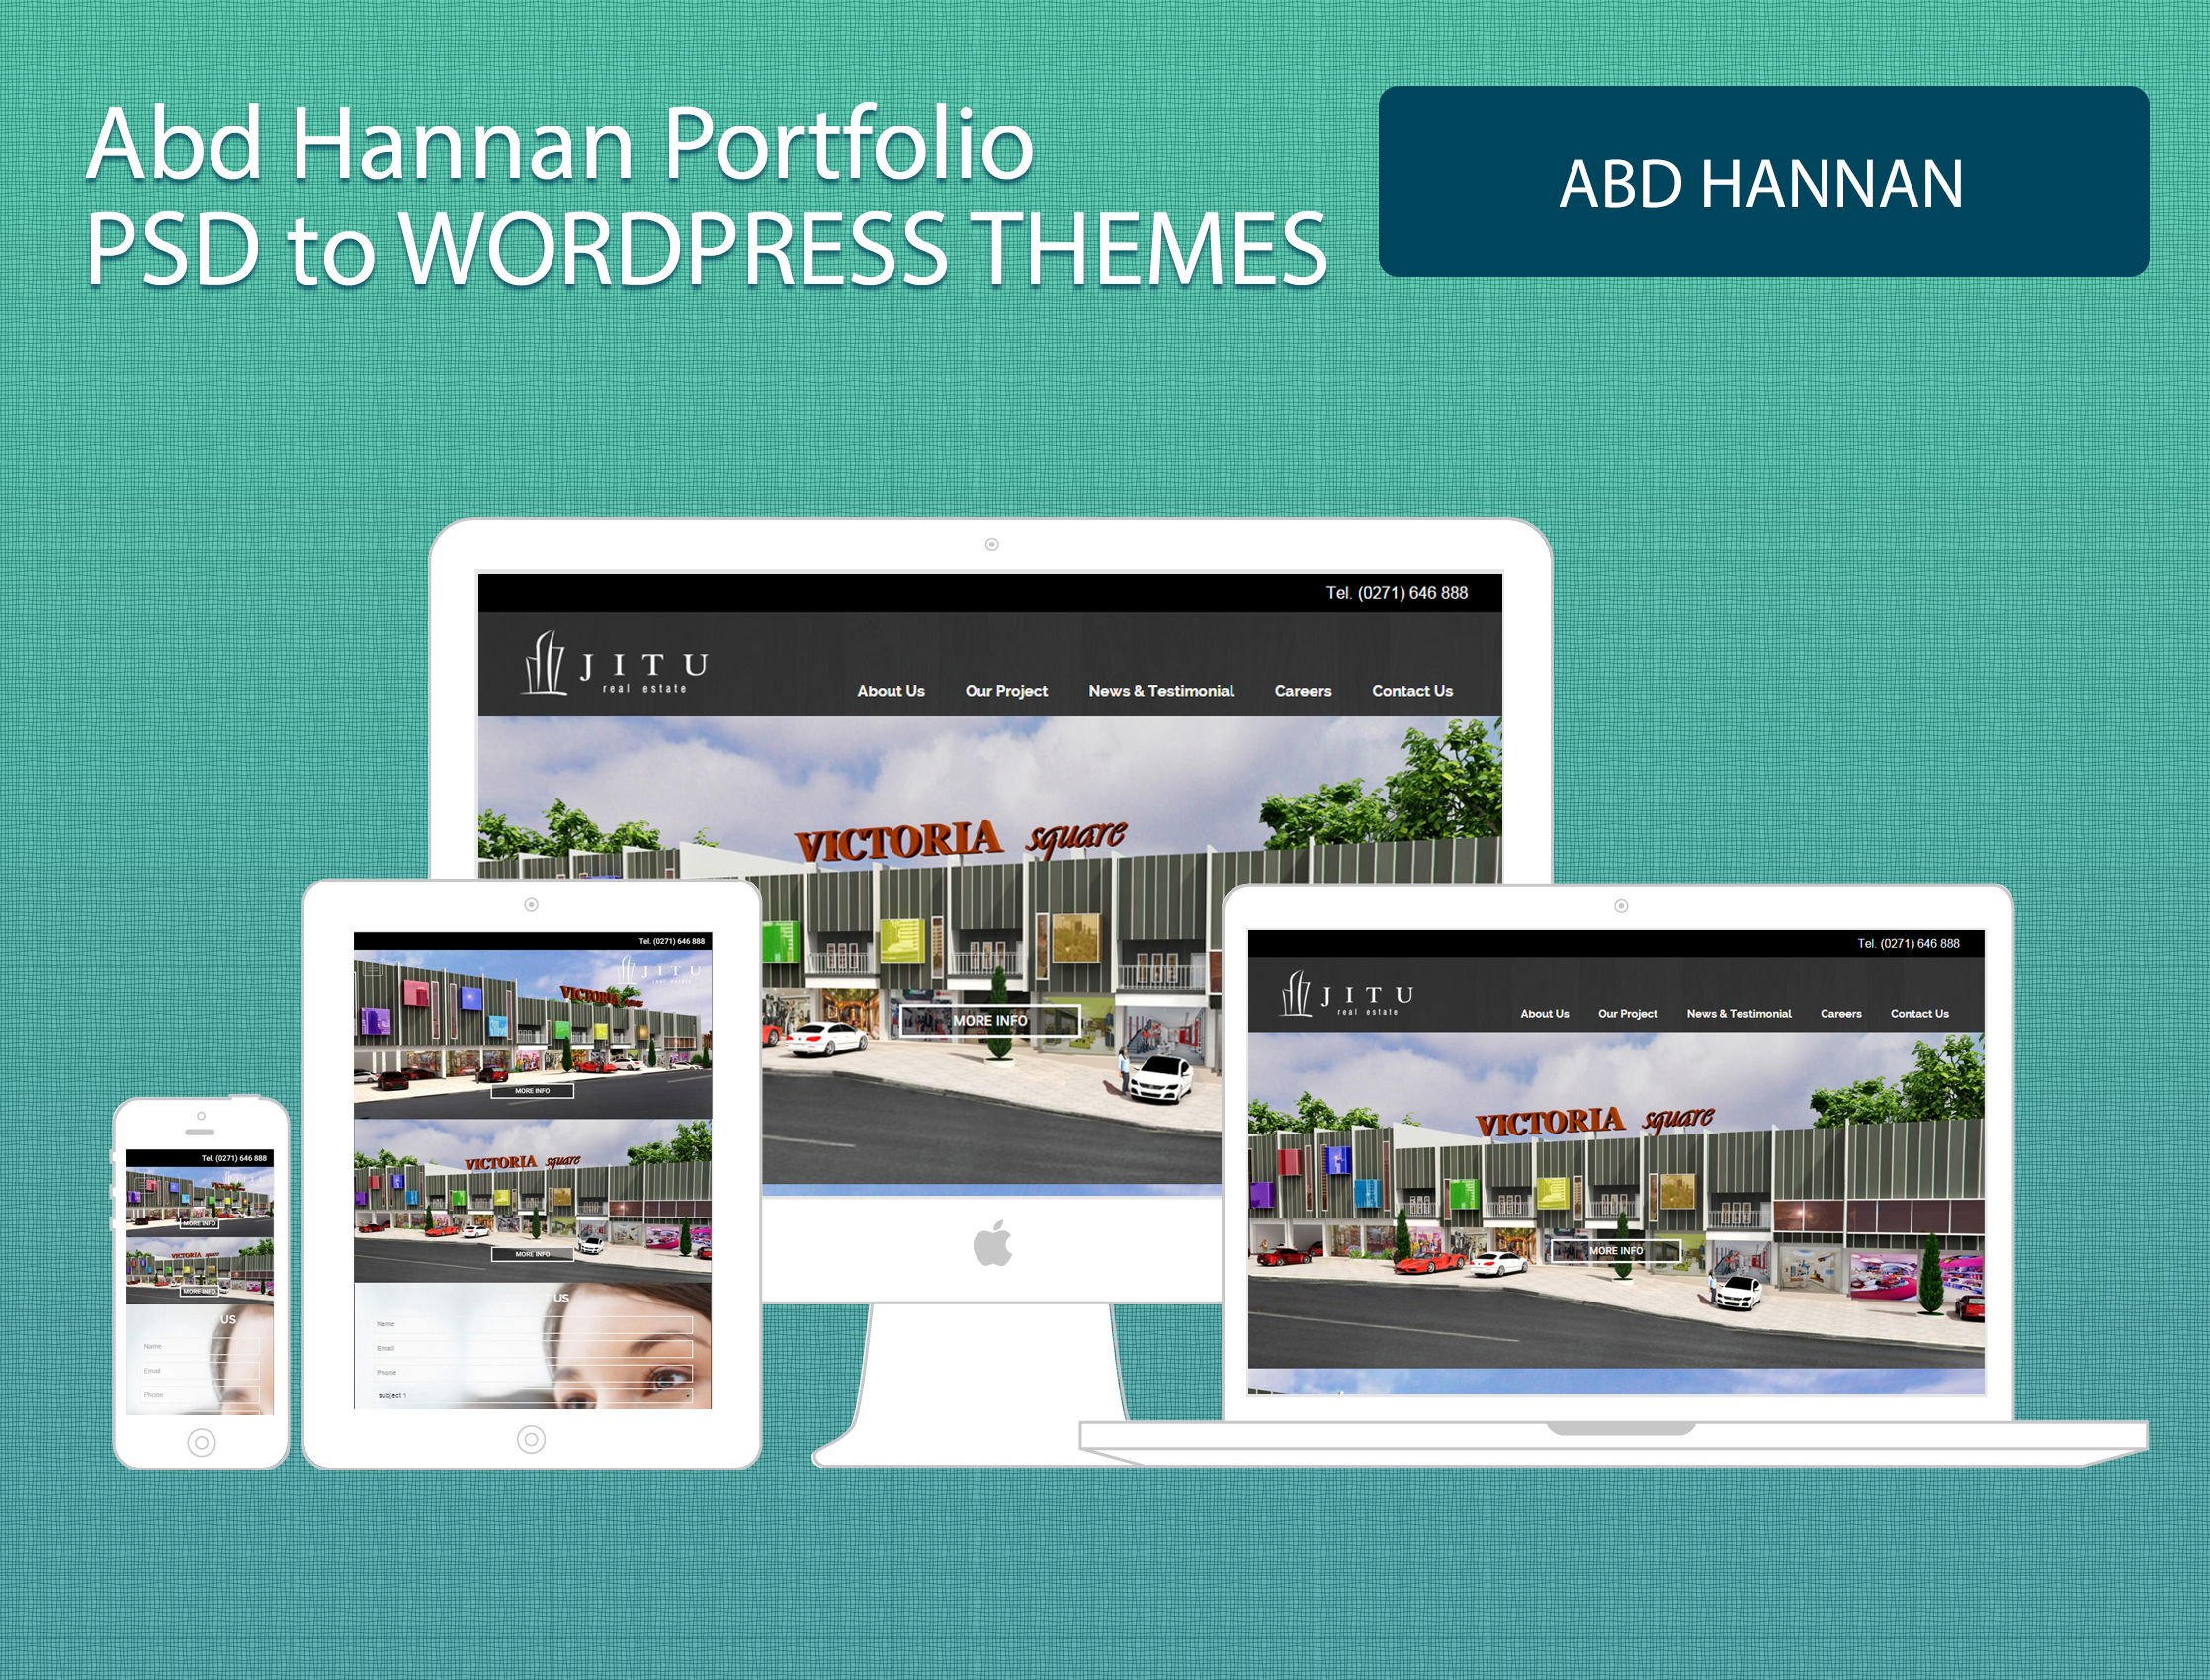 Abd Hannan Portfolio
PSD to WORDPRESS THEMES
ABD HANNAN
Tel. (0271) 646 888
JITU
real estate
About Us Our Project News & Testimonial Careers Contact Us
VICTORIA square
MORE INFO
Tel. (0271) 646 888
JITU
real estate
VICTORIA square
MORE INFO
VICTORIA square
MORE INFO
US
Name
Email
Phone
subject 1
Tel. (0271) 646 888
JITU
real estate
About Us Our Project News & Testimonial Careers Contact Us
VICTORIA square
MORE INFO
Tel. (0271) 646 888
MORE INFO
VICTORIA square
MORE INFO
US
Name
Email
Phone